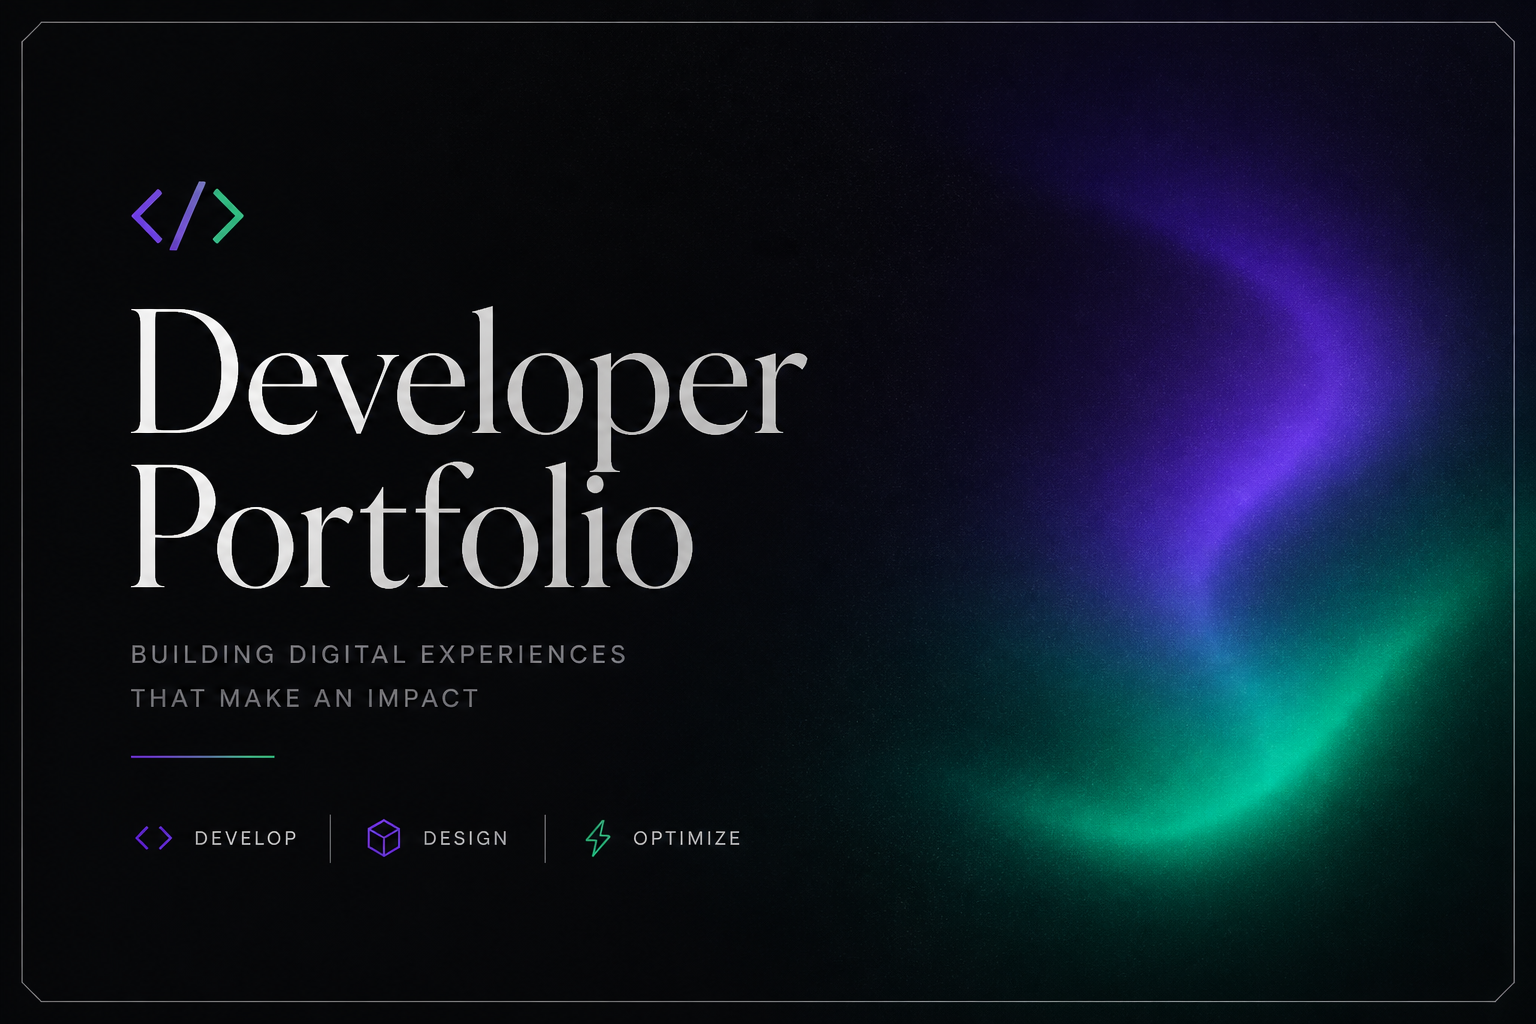 </>
Developer
Portfolio
BUILDING DIGITAL EXPERIENCES
THAT MAKE AN IMPACT
<> DEVELOP DESIGN OPTIMIZE